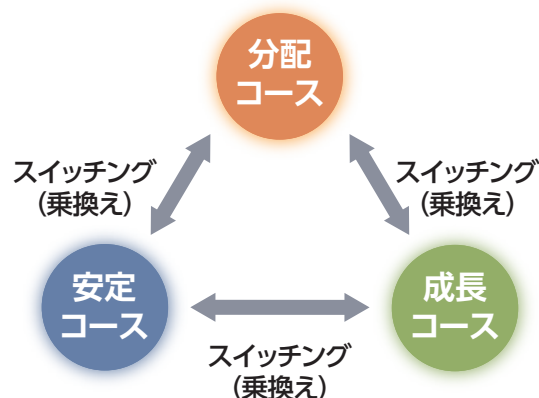 分配
コース
スイッチング
(乗換え)
スイッチング
(乗換え)
安定
コース
成長
コース
スイッチング
(乗換え)